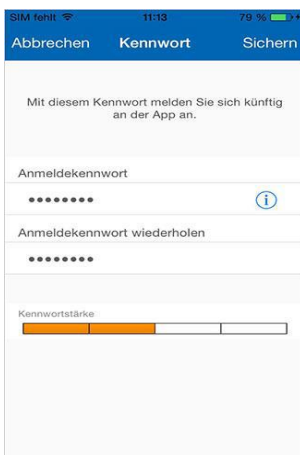 SIM fehlt 11:13 79 %
Abbrechen Kennwort Sichern
Mit diesem Kennwort melden Sie sich künftig
an der App an.
Anmeldekennwort
••••••••
Anmeldekennwort wiederholen
••••••••
Kennwortstärke